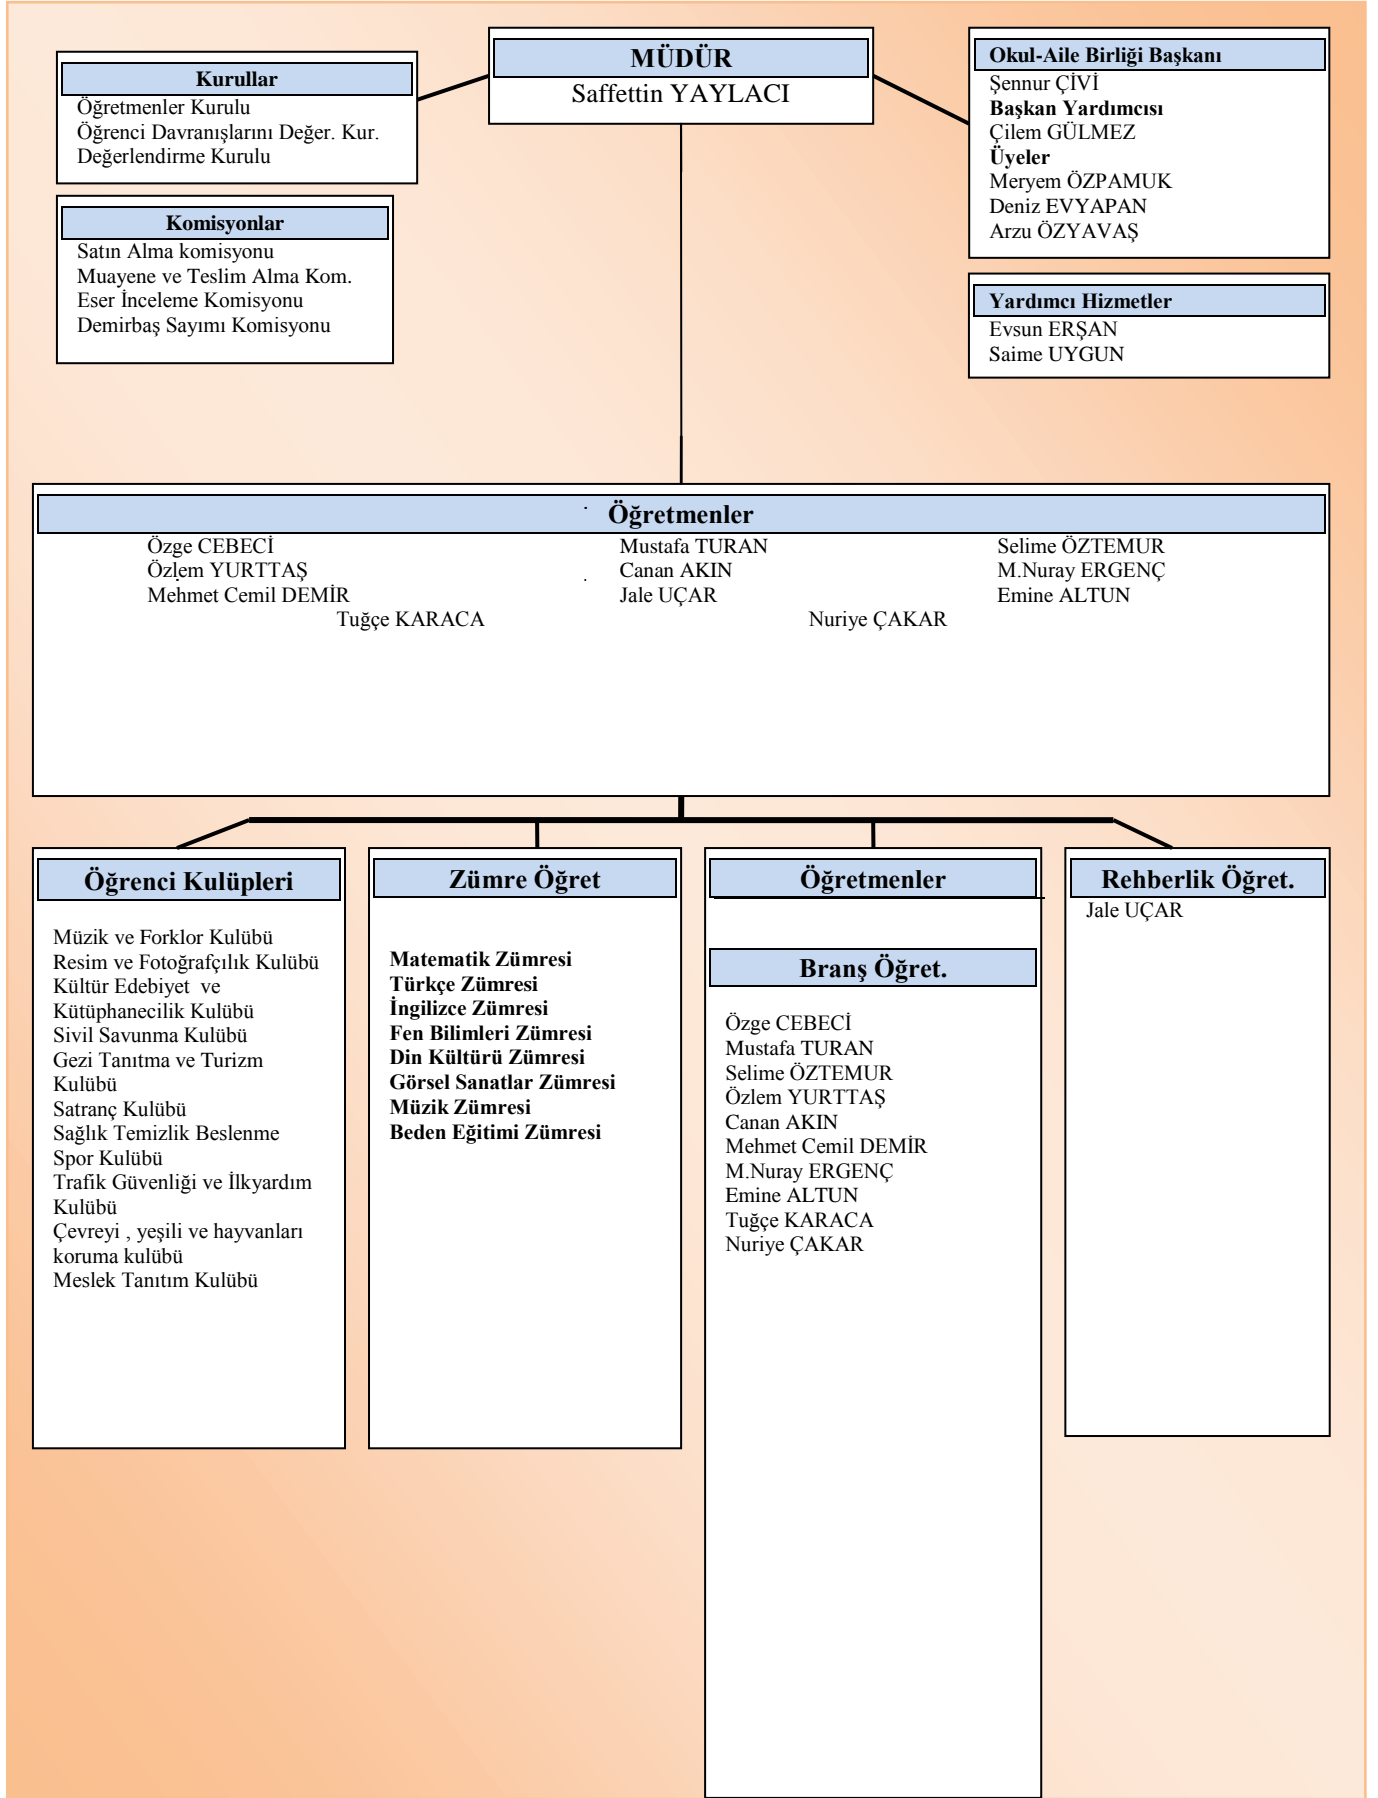 MÜDÜR
Saffettin YAYLACI
Kurullar
Öğretmenler Kurulu
Öğrenci Davranışlarını Değer. Kur.
Değerlendirme Kurulu
Komisyonlar
Satın Alma komisyonu
Muayene ve Teslim Alma Kom.
Eser İnceleme Komisyonu
Demirbaş Sayımı Komisyonu
Okul-Aile Birliği Başkanı
Şennur ÇİVİ
Başkan Yardımcısı
Çilem GÜLMEZ
Üyeler
Meryem ÖZPAMUK
Deniz EVYAPAN
Arzu ÖZYAVAŞ
Yardımcı Hizmetler
Evsun ERŞAN
Saime UYGUN
Öğretmenler
Özge CEBECİ Mustafa TURAN Selime ÖZTEMUR
Özlem YURTTAŞ Canan AKIN M.Nuray ERGENÇ
Mehmet Cemil DEMİR Jale UÇAR Emine ALTUN
Tuğçe KARACA Nuriye ÇAKAR
Öğrenci Kulüpleri
Müzik ve Forklor Kulübü
Resim ve Fotoğrafçılık Kulübü
Kültür Edebiyet ve
Kütüphanecilik Kulübü
Sivil Savunma Kulübü
Gezi Tanıtma ve Turizm
Kulübü
Satranç Kulübü
Sağlık Temizlik Beslenme
Spor Kulübü
Trafik Güvenliği ve İlkyardım
Kulübü
Çevreyi , yeşili ve hayvanları
koruma kulübü
Meslek Tanıtım Kulübü
Zümre Öğret
Matematik Zümresi
Türkçe Zümresi
İngilizce Zümresi
Fen Bilimleri Zümresi
Din Kültürü Zümresi
Görsel Sanatlar Zümresi
Müzik Zümresi
Beden Eğitimi Zümresi
Öğretmenler
Branş Öğret.
Özge CEBECİ
Mustafa TURAN
Selime ÖZTEMUR
Özlem YURTTAŞ
Canan AKIN
Mehmet Cemil DEMİR
M.Nuray ERGENÇ
Emine ALTUN
Tuğçe KARACA
Nuriye ÇAKAR
Rehberlik Öğret.
Jale UÇAR